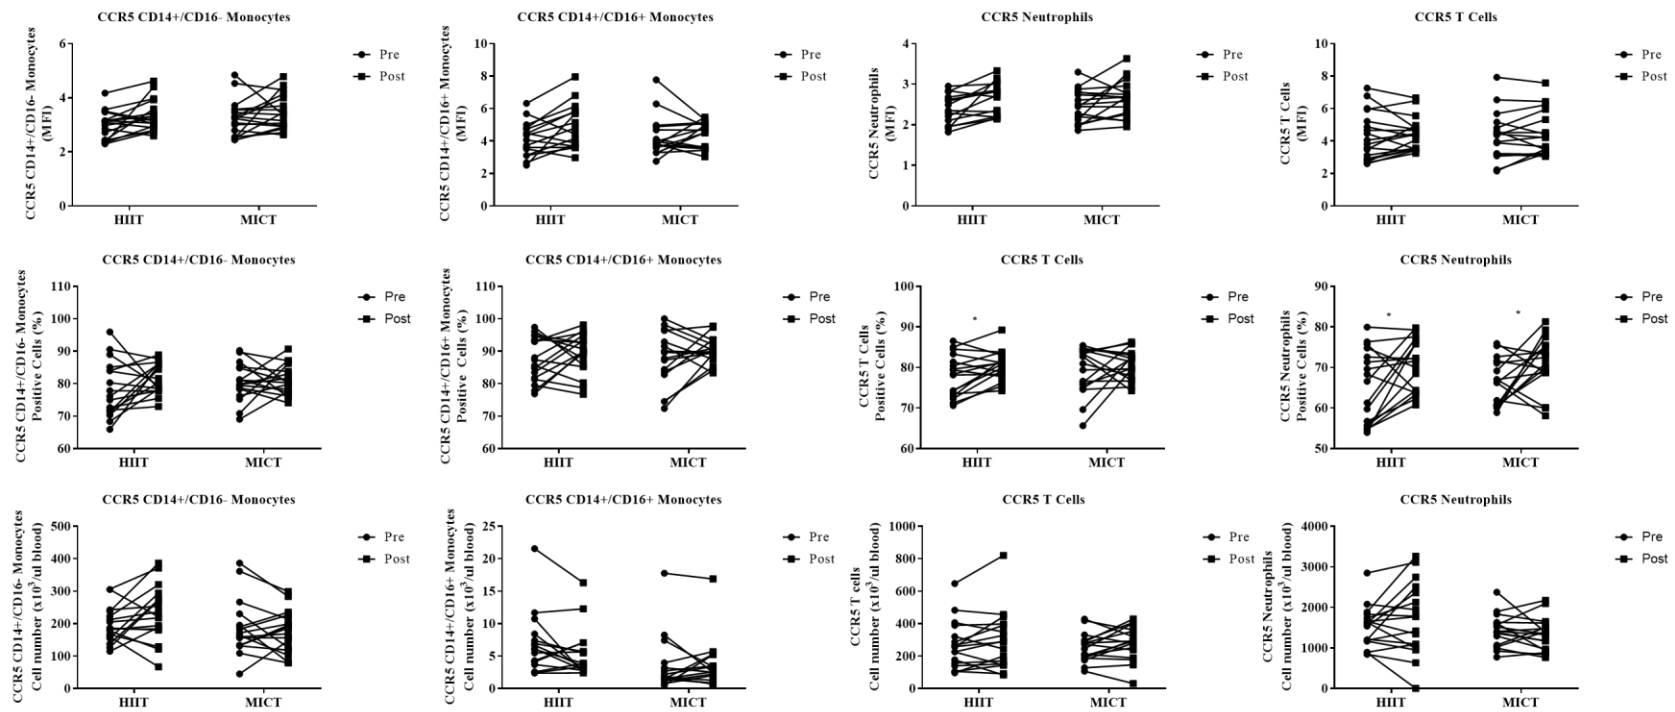 CCR5 CD14+/CD16- Monocytes
CCR5 CD14+/CD16- Monocytes
(MFI)
6
4
2
0
HIIT
MICT
Pre
Post
CCR5 CD14+/CD16+ Monocytes
CCR5 CD14+/CD16+ Monocytes
(MFI)
10
8
6
4
2
0
HIIT
MICT
Pre
Post
CCR5 Neutrophils
CCR5 Neutrophils
(MFI)
4
3
2
1
0
HIIT
MICT
Pre
Post
CCR5 T Cells
CCR5 T Cells
(MFI)
10
8
6
4
2
0
HIIT
MICT
Pre
Post
CCR5 CD14+/CD16- Monocytes
CCR5 CD14+/CD16- Monocytes
Positive Cells (%)
110
100
90
80
70
60
HIIT
MICT
Pre
Post
CCR5 CD14+/CD16+ Monocytes
CCR5 CD14+/CD16+ Monocytes
Positive Cells (%)
110
100
90
80
70
60
HIIT
MICT
Pre
Post
CCR5 T Cells
CCR5 T Cells
Positive Cells (%)
100
90
80
70
60
*
HIIT
MICT
Pre
Post
CCR5 Neutrophils
CCR5 Neutrophils
Positive Cells (%)
90
80
70
60
50
*
*
HIIT
MICT
Pre
Post
CCR5 CD14+/CD16- Monocytes
CCR5 CD14+/CD16- Monocytes
Cell number (x10³/ul blood)
500
400
300
200
100
0
HIIT
MICT
Pre
Post
CCR5 CD14+/CD16+ Monocytes
CCR5 CD14+/CD16+ Monocytes
Cell number (x10³/ul blood)
25
20
15
10
5
0
HIIT
MICT
Pre
Post
CCR5 T Cells
CCR5 T cells
Cell number (x10³/ul blood)
1000
800
600
400
200
0
HIIT
MICT
Pre
Post
CCR5 Neutrophils
CCR5 Neutrophils
Cell number (x10³/ul blood)
4000
3000
2000
1000
0
HIIT
MICT
Pre
Post